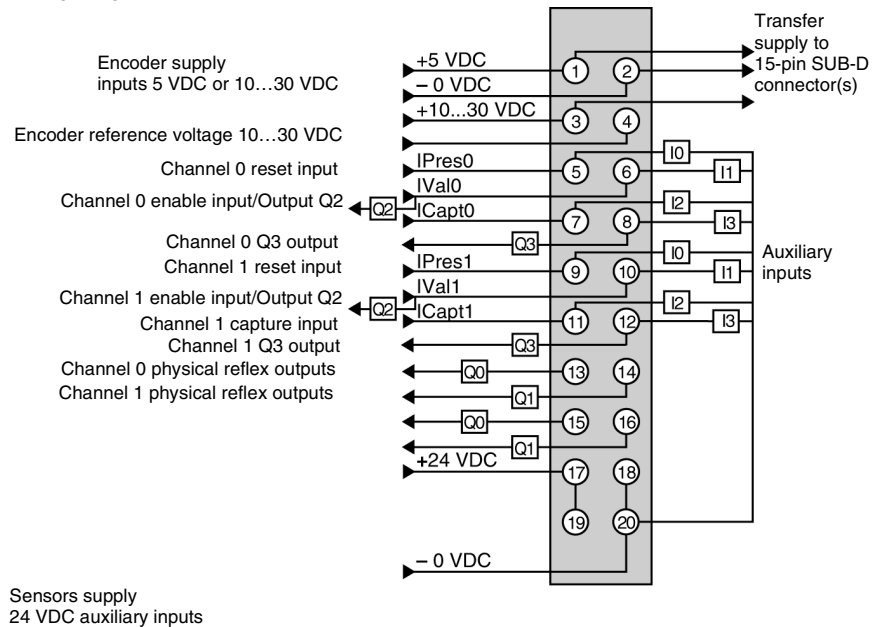 Transfer
supply to
15-pin SUB-D
connector(s)
Encoder supply
inputs 5 VDC or 10…30 VDC
+5 VDC
1
2
– 0 VDC
+10...30 VDC
3
4
Encoder reference voltage 10…30 VDC
Channel 0 reset input
IPres0
5
6
I0
I1
Channel 0 enable input/Output Q2
Q2
IVal0
ICapt0
7
8
I2
I3
Channel 0 Q3 output
Q3
Channel 1 reset input
IPres1
9
10
I0
I1
Auxiliary
inputs
Channel 1 enable input/Output Q2
Q2
IVal1
Channel 1 capture input
ICapt1
11
12
I2
I3
Channel 1 Q3 output
Q3
Channel 0 physical reflex outputs
Q0
13
14
Channel 1 physical reflex outputs
Q1
Q0
15
16
Q1
+24 VDC
17
18
19
20
– 0 VDC
Sensors supply
24 VDC auxiliary inputs